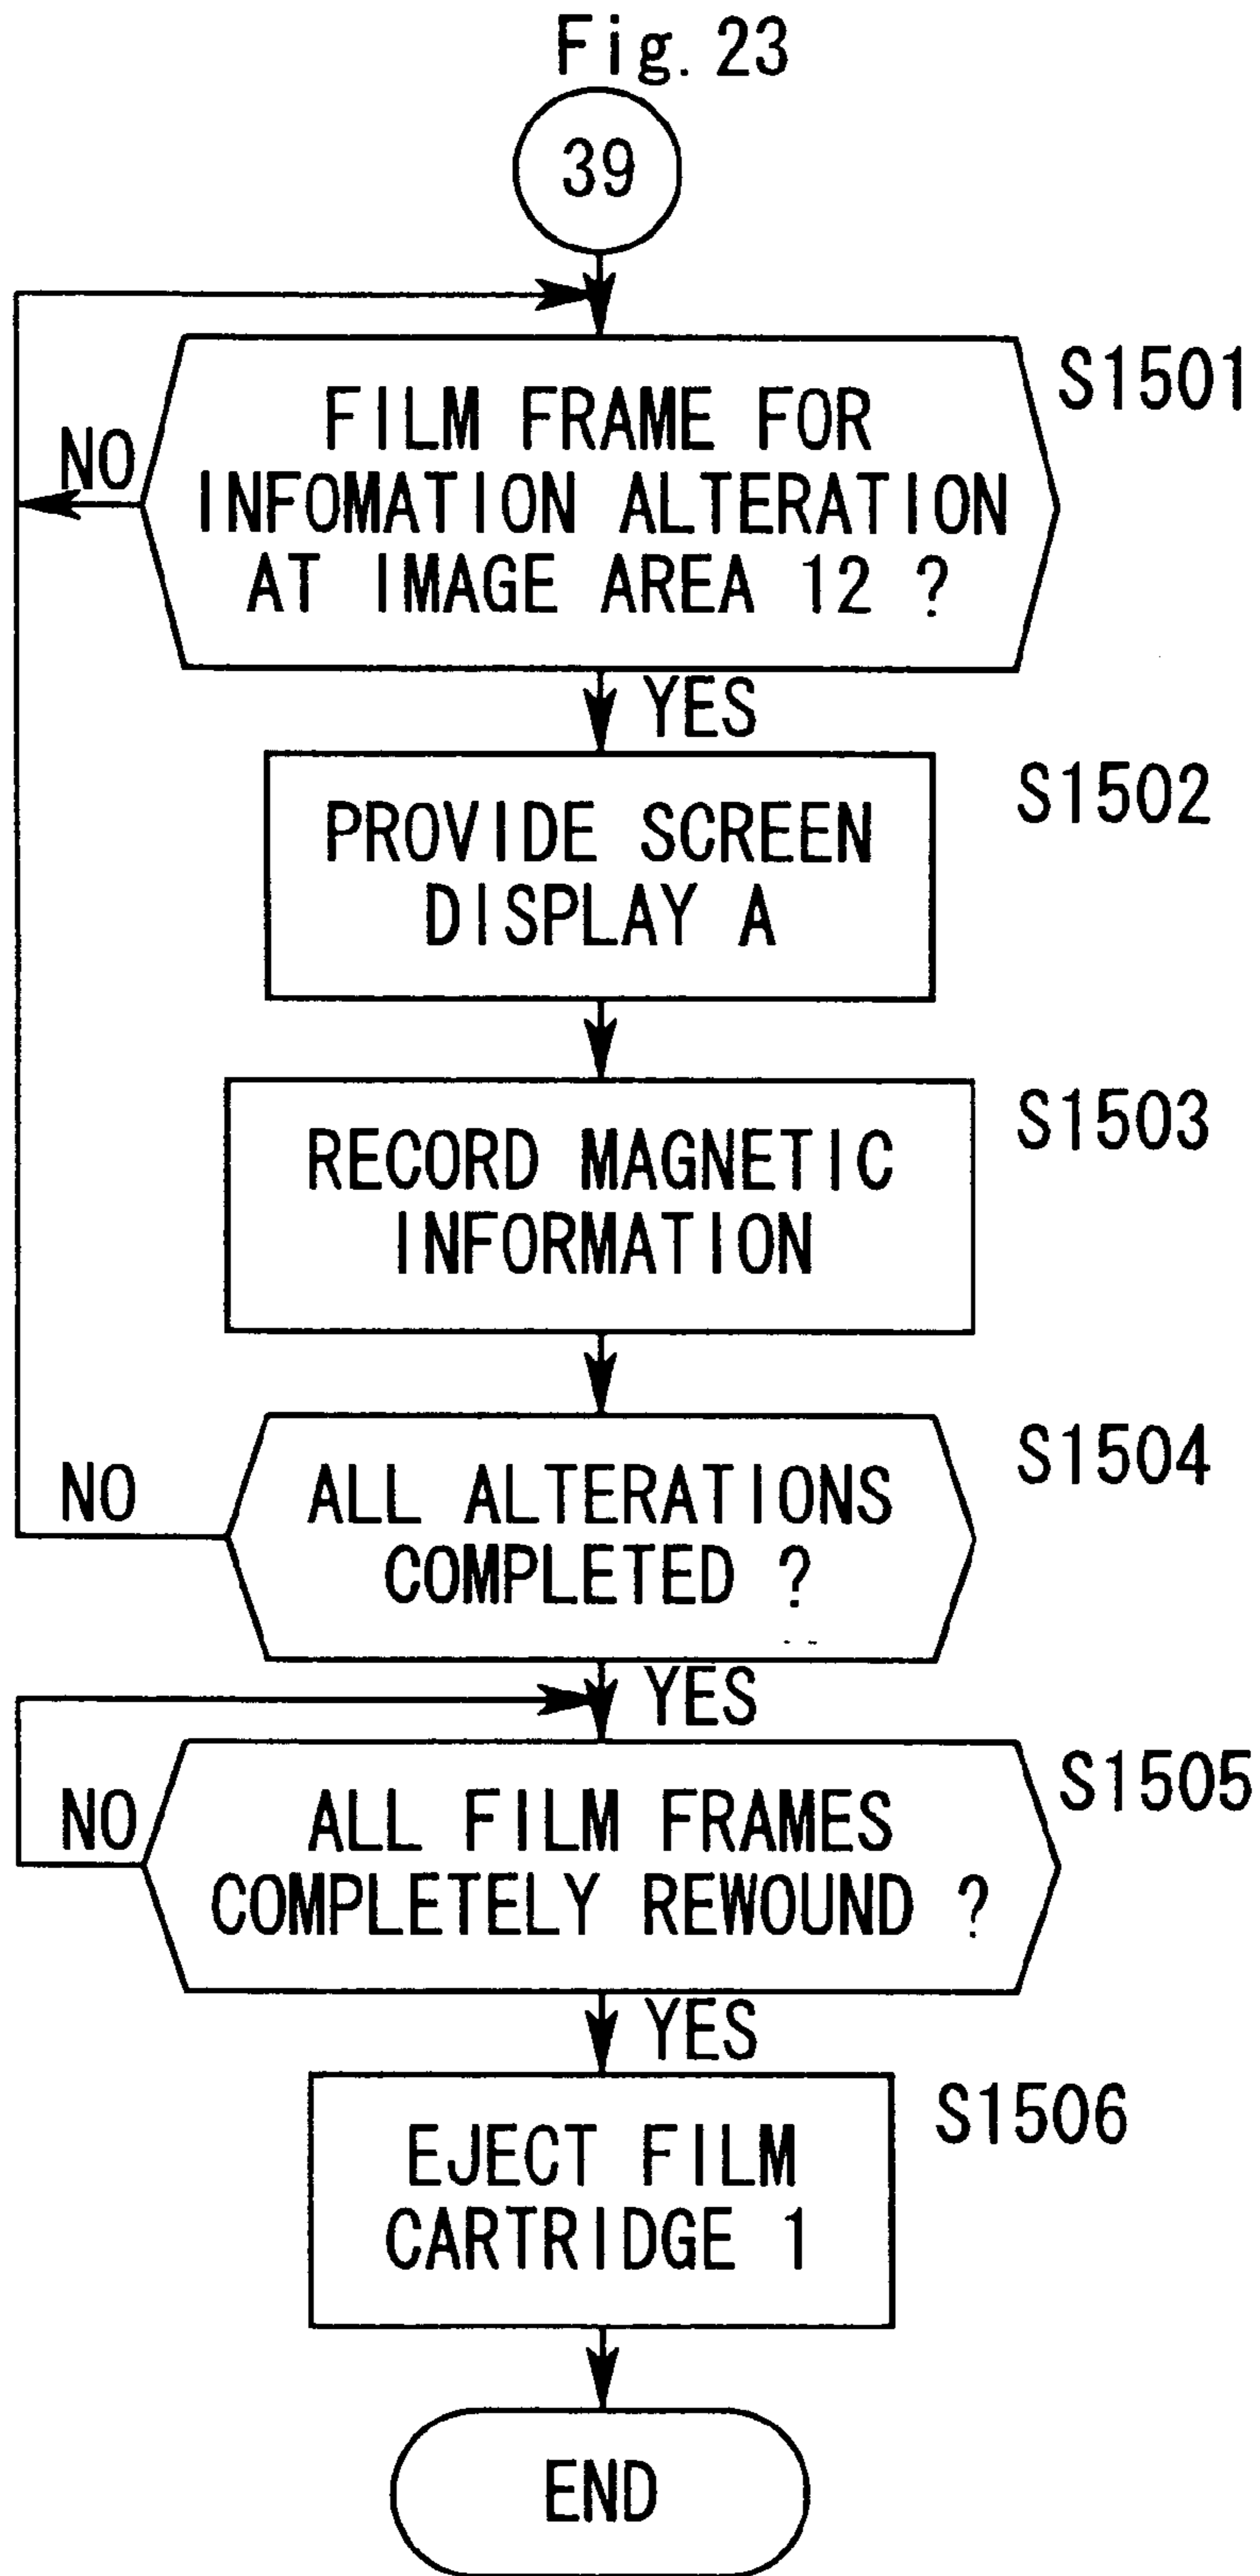 Fig. 23
39
S1501
FILM FRAME FOR
INFOMATION ALTERATION
AT IMAGE AREA 12 ?
NO
YES
S1502
PROVIDE SCREEN
DISPLAY A
S1503
RECORD MAGNETIC
INFORMATION
S1504
ALL ALTERATIONS
COMPLETED ?
NO
YES
S1505
ALL FILM FRAMES
COMPLETELY REWOUND ?
NO
YES
S1506
EJECT FILM
CARTRIDGE 1
END